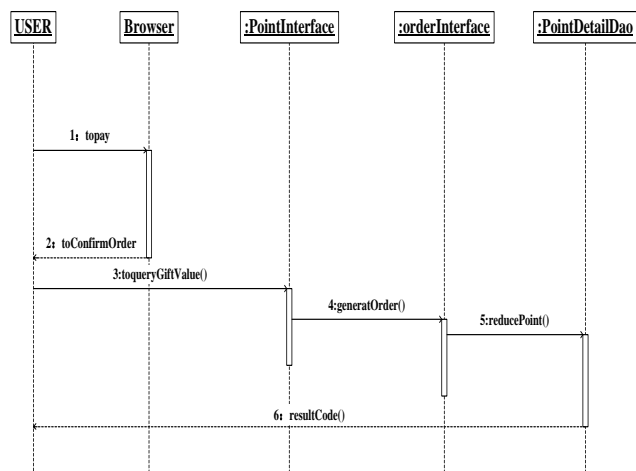 USER
Browser
:PointInterface
:orderInterface
:PointDetailDao
1：topay
2：toConfirmOrder
3:toqueryGiftValue()
4:generatOrder()
5:reducePoint()
6：resultCode()